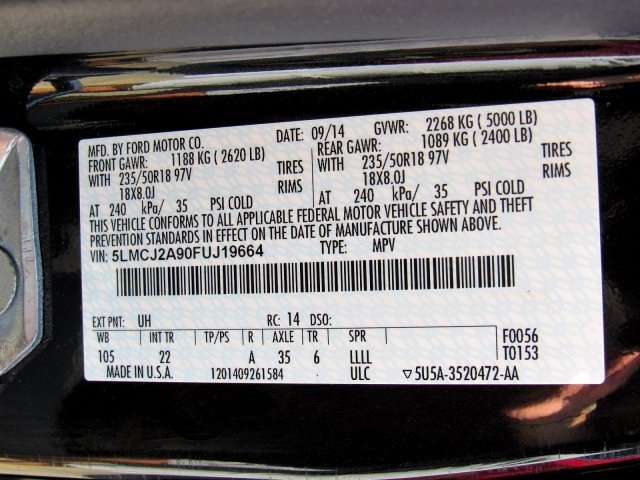 MFD. BY FORD MOTOR CO. DATE: 09/14 GVWR: 2268 KG ( 5000 LB)
FRONT GAWR: 1188 KG ( 2620 LB) REAR GAWR: 1089 KG ( 2400 LB)
WITH 235/50R18 97V TIRES WITH 235/50R18 97V TIRES
18X8.0J RIMS 18X8.0J RIMS
AT 240 kPa/ 35 PSI COLD AT 240 kPa/ 35 PSI COLD
THIS VEHICLE CONFORMS TO ALL APPLICABLE FEDERAL MOTOR VEHICLE SAFETY AND THEFT
PREVENTION STANDARDS IN EFFECT ON THE DATE OF MANUFACTURE SHOWN ABOVE.
VIN: 5LMCJ2A90FUJ19664 TYPE: MPV
EXT PNT: UH RC: 14 DSO:
WB INT TR TP/PS R AXLE TR SPR F0056
105 22 A 35 6 LLLL T0153
MADE IN U.S.A. 1201409261584 ULC ▽5U5A-3520472-AA